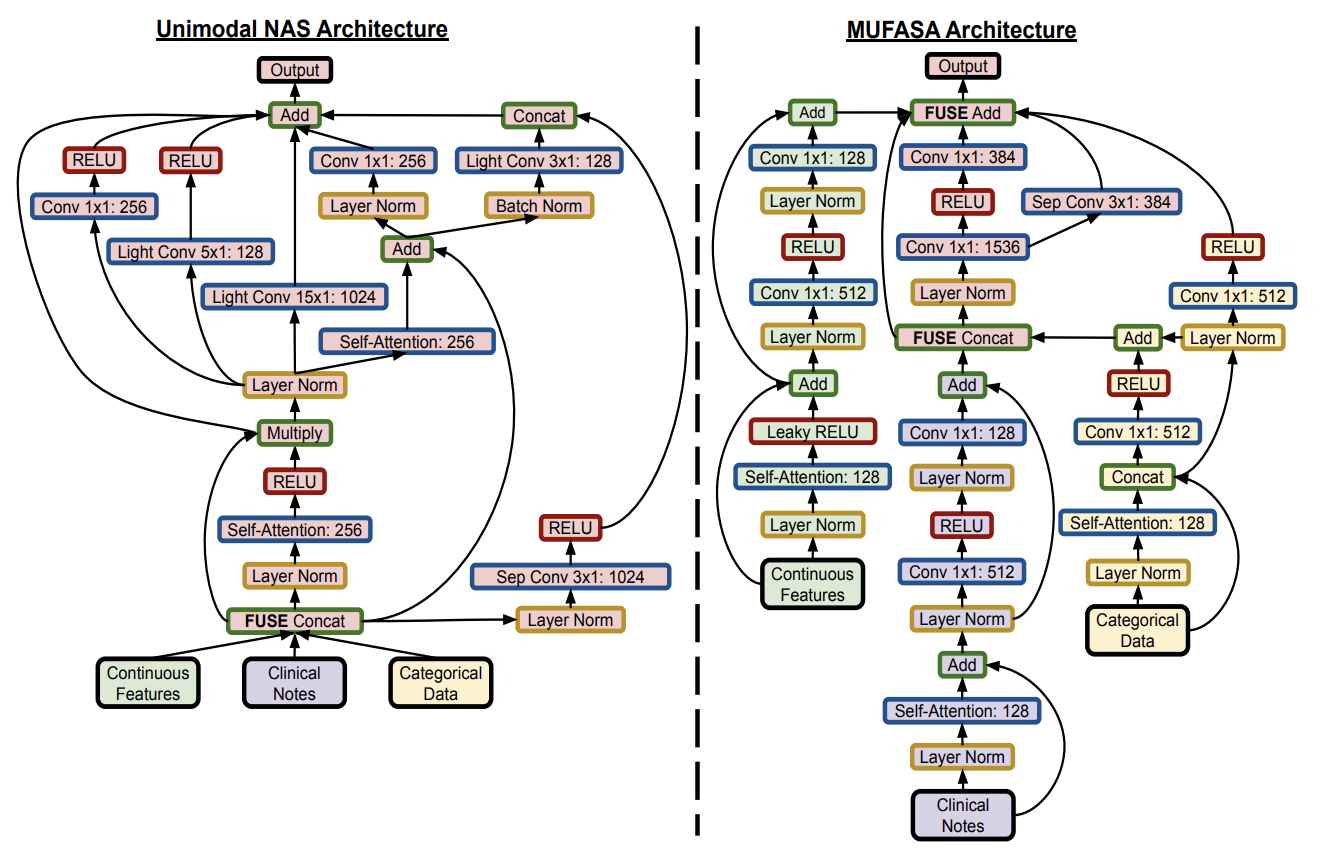 Unimodal NAS Architecture
Output
Add
Concat
RELU
RELU
Conv 1x1: 256
Light Conv 3x1: 128
Conv 1x1: 256
Layer Norm
Batch Norm
Light Conv 5x1: 128
Add
Light Conv 15x1: 1024
Self-Attention: 256
Layer Norm
Multiply
RELU
Self-Attention: 256
RELU
Layer Norm
Sep Conv 3x1: 1024
FUSE Concat
Layer Norm
Continuous
Features
Clinical
Notes
Categorical
Data
MUFASA Architecture
Output
Add
FUSE Add
Conv 1x1: 128
Conv 1x1: 384
Layer Norm
RELU
Sep Conv 3x1: 384
RELU
Conv 1x1: 1536
RELU
Conv 1x1: 512
Layer Norm
Conv 1x1: 512
Layer Norm
FUSE Concat
Add
Layer Norm
Add
Add
RELU
Leaky RELU
Conv 1x1: 128
Conv 1x1: 512
Self-Attention: 128
Layer Norm
Concat
Layer Norm
RELU
Self-Attention: 128
Continuous
Features
Conv 1x1: 512
Layer Norm
Layer Norm
Categorical
Data
Add
Self-Attention: 128
Layer Norm
Clinical
Notes